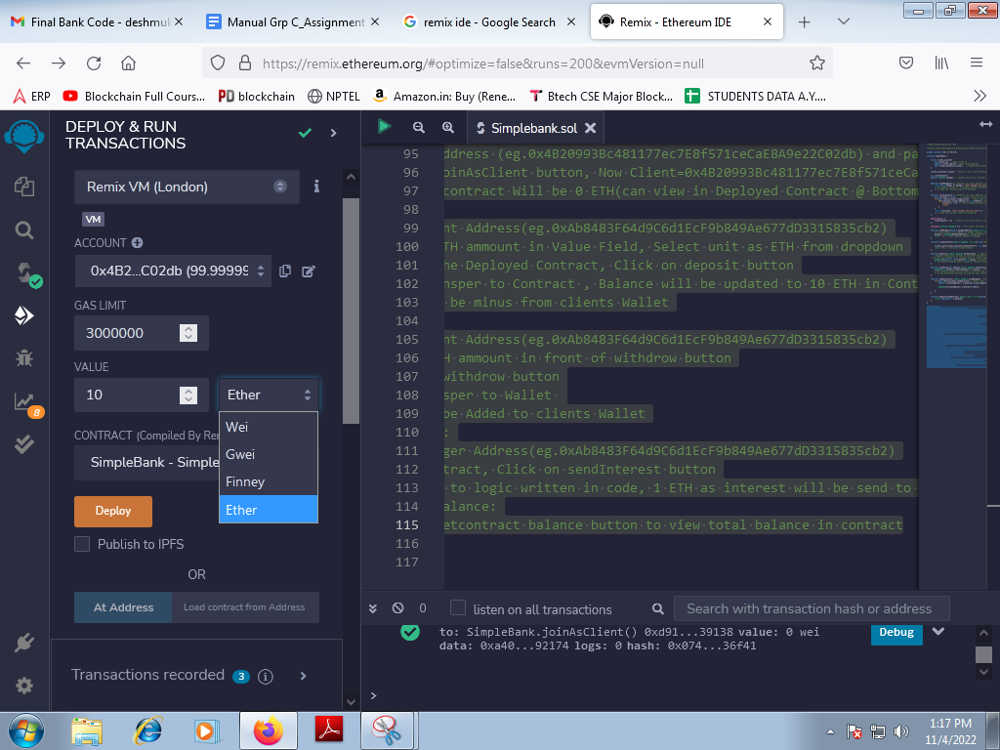 Final Bank Code - deshmuk
Manual Grp C_Assignment
remix ide - Google Search
Remix - Ethereum IDE
https://remix.ethereum.org/#optimize=false&runs=200&evmVersion=null
ERP
Blockchain Full Cours...
PD blockchain
NPTEL
Amazon.in: Buy (Rene...
Btech CSE Major Block...
STUDENTS DATA A.Y....
DEPLOY & RUN
TRANSACTIONS
Remix VM (London)
VM
ACCOUNT
0x4B2...C02db (99.99999
GAS LIMIT
3000000
VALUE
10
Ether
Wei
Gwei
Finney
Ether
CONTRACT (Compiled By Rem
SimpleBank - Simple
Deploy
Publish to IPFS
OR
At Address
Load contract from Address
Transactions recorded 3 i
8
Simplebank.sol
95 ddress (eg.0x4B20993Bc481177ec7E8f571ceCaE8A9e22C02db) and pa
96 oinAsClient button, Now Client=0x4B20993Bc481177ec7E8f571ceCa
97 contract Will be 0 ETH(can view in Deployed Contract @ Bottom
98
99 nt Address(eg.0xAb8483F64d9C6d1EcF9b849Ae677dD3315835cb2)
100 TH ammount in Value Field, Select unit as ETH from dropdown
101 he Deployed Contract, Click on deposit button
102 nsper to Contract , Balance will be updated to 10 ETH in Cont
103 be minus from clients Wallet
104
105 nt Address(eg.0xAb8483F64d9C6d1EcF9b849Ae677dD3315835cb2)
106 H ammount in front of withdrow button
107 withdrow button
108 sper to Wallet
109 be Added to clients Wallet
110 :
111 ger Address(eg.0xAb8483F64d9C6d1EcF9b849Ae677dD3315835cb2)
112 tract, Click on sendInterest button
113 to logic written in code, 1 ETH as interest will be send to
114 alance:
115 etcontract balance button to view total balance in contract
116
117
0
listen on all transactions
Search with transaction hash or address
to: SimpleBank.joinAsClient() 0xd91...39138 value: 0 wei
data: 0xa40...92174 logs: 0 hash: 0x074...36f41
Debug
>
1:17 PM
11/4/2022